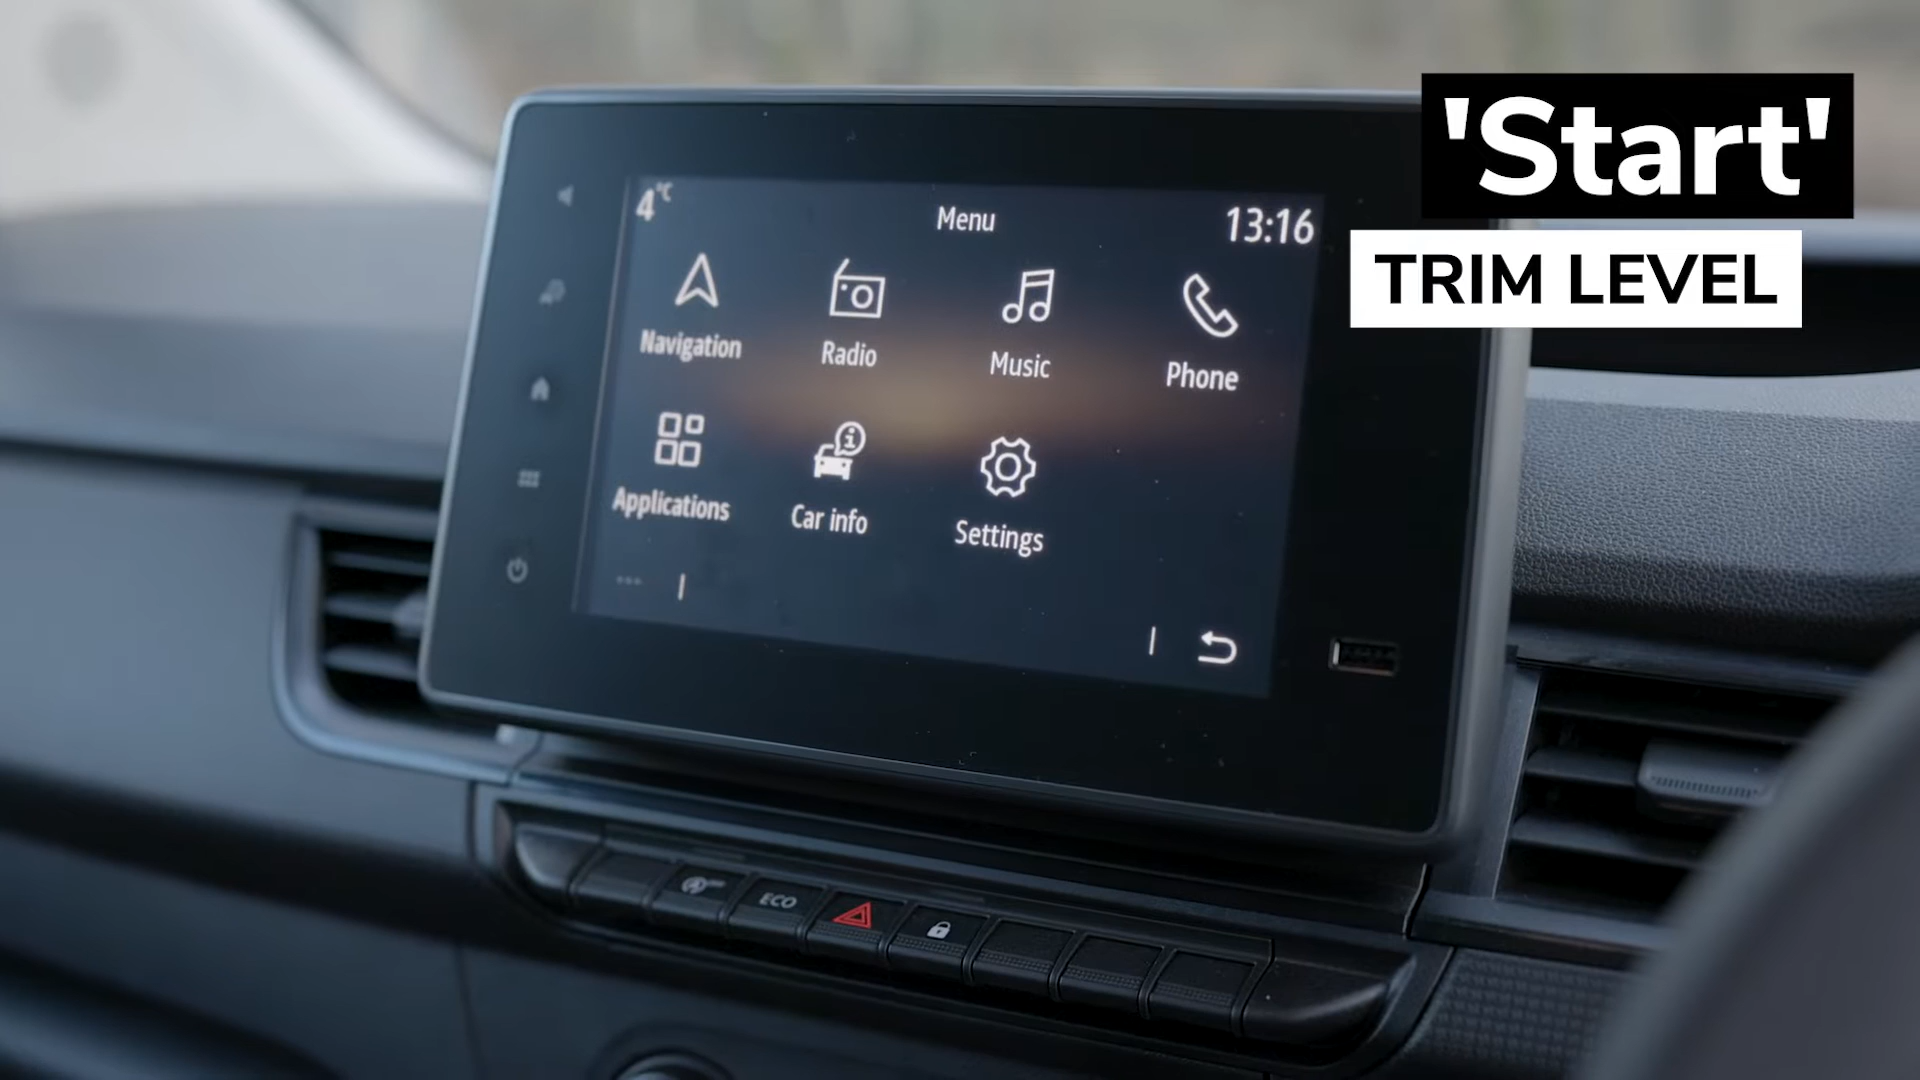 'Start'
TRIM LEVEL
4°C
Menu
13:16
Navigation
Radio
Music
Phone
Applications
Car info
Settings
ECO